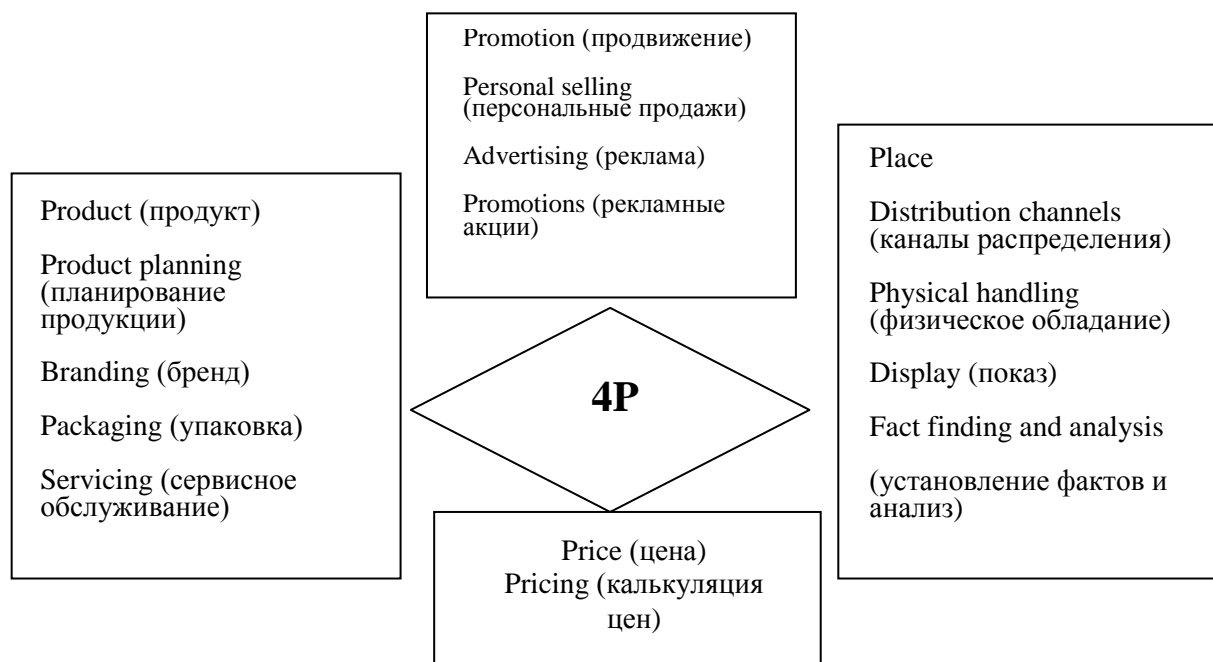 Promotion (продвижение)
Personal selling
(персональные продажи)
Advertising (реклама)
Promotions (рекламные
акции)
Product (продукт)
Product planning
(планирование
продукции)
Branding (бренд)
Packaging (упаковка)
Servicing (сервисное
обслуживание)
4P
Place
Distribution channels
(каналы распределения)
Physical handling
(физическое обладание)
Display (показ)
Fact finding and analysis
(установление фактов и
анализ)
Price (цена)
Pricing (калькуляция
цен)